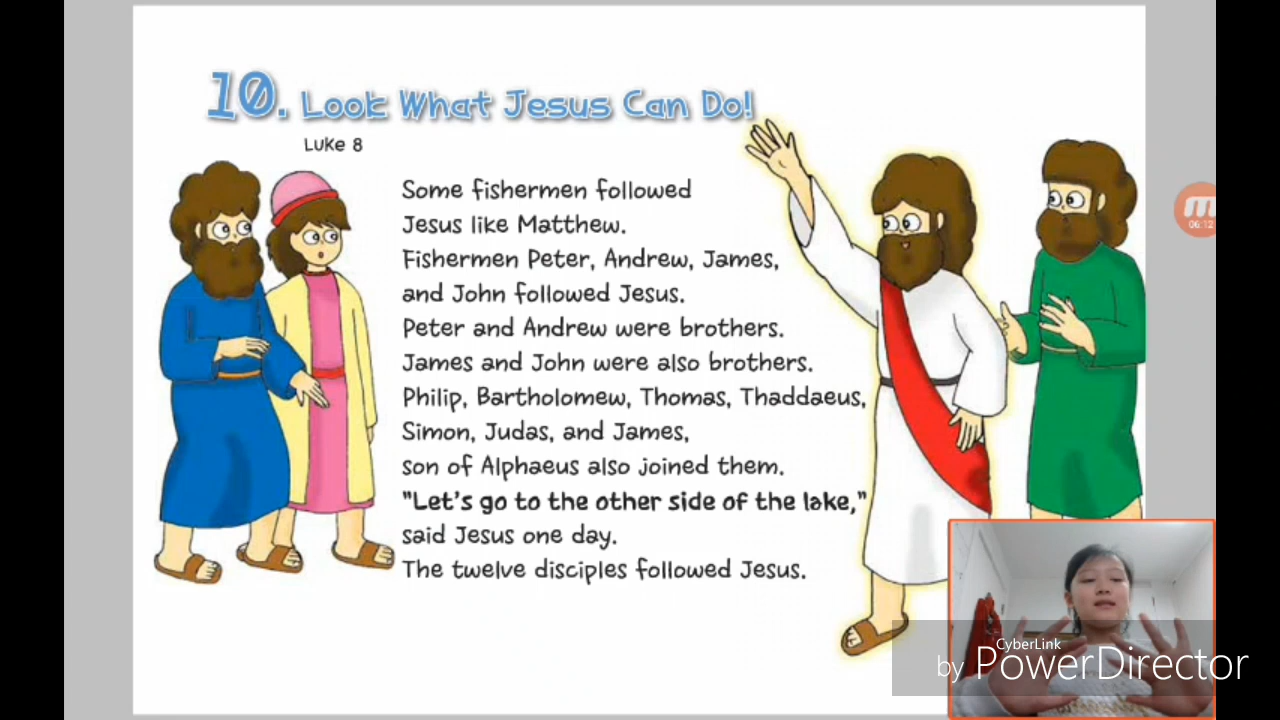 10. Look What Jesus Can Do!
Luke 8
Some fishermen followed
Jesus like Matthew.
Fishermen Peter, Andrew, James,
and John followed Jesus.
Peter and Andrew were brothers.
James and John were also brothers.
Philip, Bartholomew, Thomas, Thaddaeus,
Simon, Judas, and James,
son of Alphaeus also joined them.
"Let's go to the other side of the lake,"
said Jesus one day.
The twelve disciples followed Jesus.
m
06:12
CyberLink
by PowerDirector